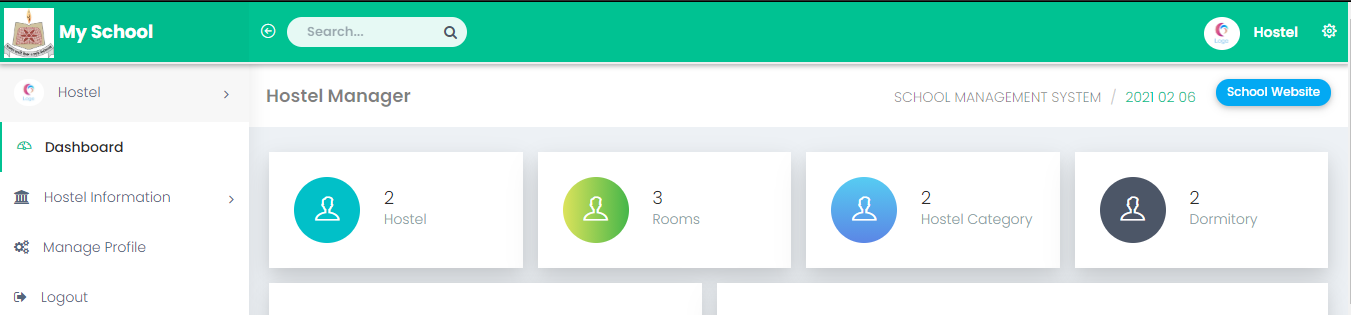 My School
Search...
Hostel
Hostel
Hostel Manager
SCHOOL MANAGEMENT SYSTEM / 2021 02 06
School Website
Dashboard
Hostel Information
Manage Profile
Logout
2
Hostel
3
Rooms
2
Hostel Category
2
Dormitory